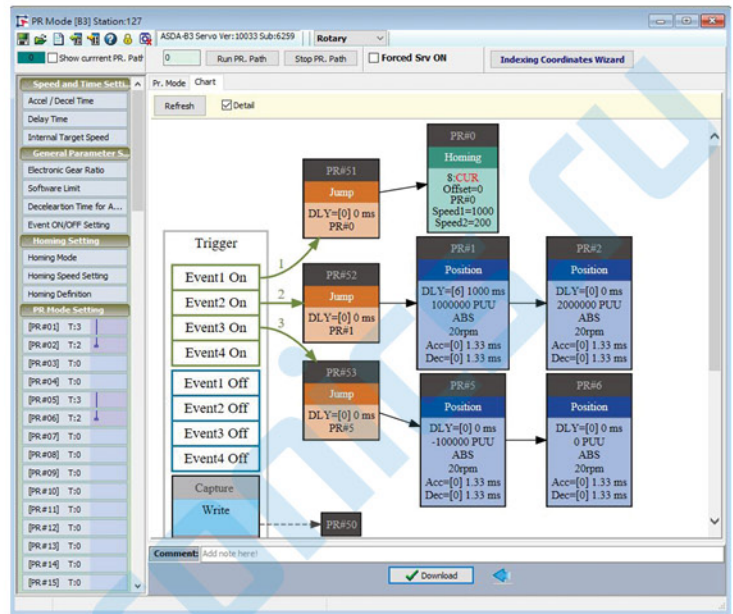 PR Mode [B3] Station:127
ASDA-B3 Servo Ver:10033 Sub:6259
Rotary
0
Show currrent PR. Path
0
Run PR. Path
Stop PR. Path
Forced Srv ON
Indexing Coordinates Wizard
Speed and Time Setti...
Accel / Decel Time
Delay Time
Internal Target Speed
General Parameter S...
Electronic Gear Ratio
Software Limit
Deceleartion Time for A...
Event ON/OFF Setting
Homing Setting
Homing Mode
Homing Speed Setting
Homing Definition
PR Mode Setting
[PR#01] T:3
[PR#02] T:2
[PR#03] T:0
[PR#04] T:0
[PR#05] T:3
[PR#06] T:2
[PR#07] T:0
[PR#08] T:0
[PR#09] T:0
[PR#10] T:0
[PR#11] T:0
[PR#12] T:0
[PR#13] T:0
[PR#14] T:0
[PR#15] T:0
Pr. Mode
Chart
Refresh
Detail
Trigger
Event1 On
Event2 On
Event3 On
Event4 On
Event1 Off
Event2 Off
Event3 Off
Event4 Off
Capture
Write
1
2
3
PR#51
Jump
DLY=[0] 0 ms
PR#0
PR#0
Homing
8:CUR
Offset=0
PR#0
Speed1=1000
Speed2=200
PR#52
Jump
DLY=[0] 0 ms
PR#1
PR#1
Position
DLY=[6] 1000 ms
1000000 PUU
ABS
20rpm
Acc=[0] 1.33 ms
Dec=[0] 1.33 ms
PR#2
Position
DLY=[0] 0 ms
2000000 PUU
ABS
20rpm
Acc=[0] 1.33 ms
Dec=[0] 1.33 ms
PR#53
Jump
DLY=[0] 0 ms
PR#5
PR#5
Position
DLY=[0] 0 ms
-100000 PUU
ABS
20rpm
Acc=[0] 1.33 ms
Dec=[0] 1.33 ms
PR#6
Position
DLY=[0] 0 ms
0 PUU
ABS
20rpm
Acc=[0] 1.33 ms
Dec=[0] 1.33 ms
PR#50
Comment:
Add note here!
Download